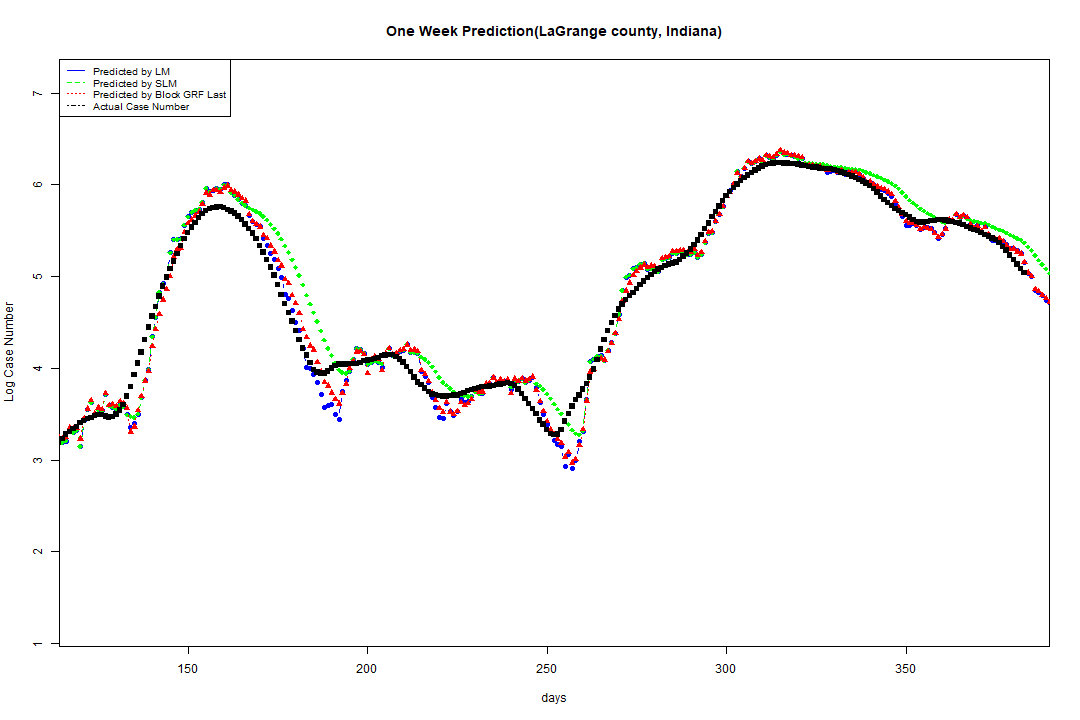 One Week Prediction(LaGrange county, Indiana)
Predicted by LM
Predicted by SLM
Predicted by Block GRF Last
Actual Case Number
7
6
5
4
3
2
1
Log Case Number
150 200 250 300 350
days